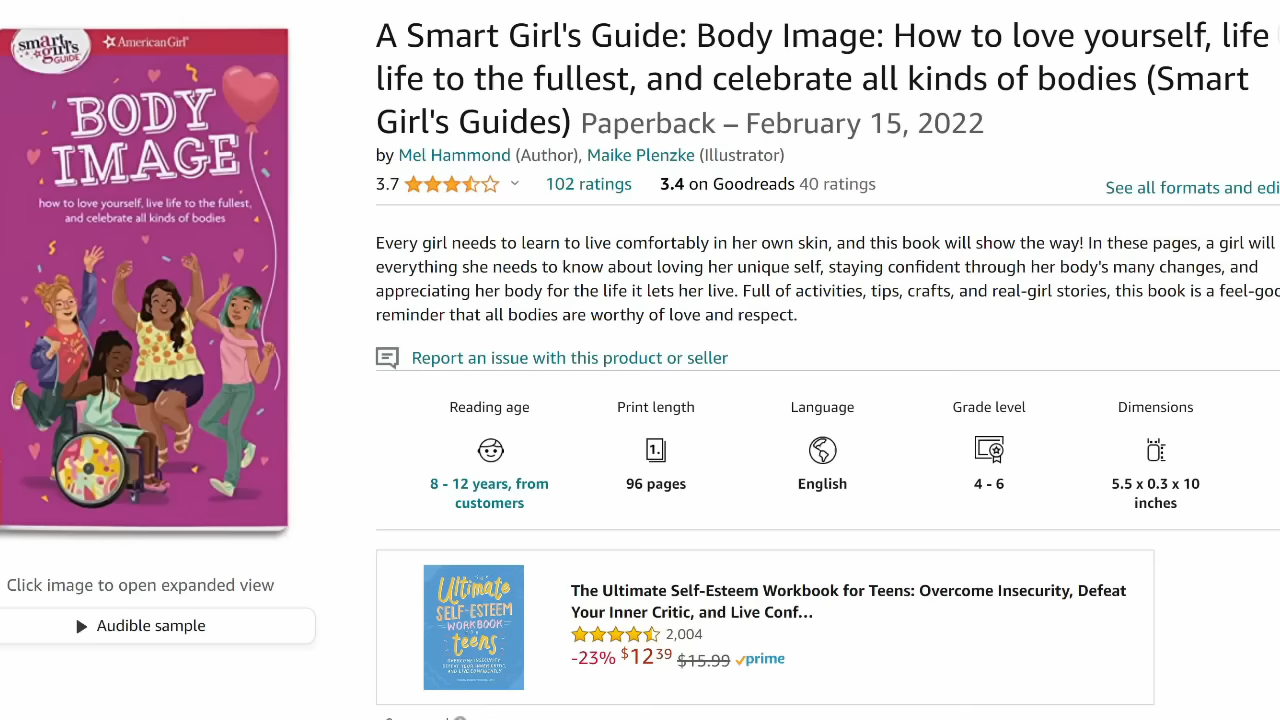 smart
girl's
GUIDE
AmericanGirl
BODY
IMAGE
how to love yourself, live life to the fullest,
and celebrate all kinds of bodies
Click image to open expanded view
Audible sample
A Smart Girl's Guide: Body Image: How to love yourself, life
life to the fullest, and celebrate all kinds of bodies (Smart
Girl's Guides) Paperback – February 15, 2022
by Mel Hammond (Author), Maike Plenzke (Illustrator)
3.7 102 ratings 3.4 on Goodreads 40 ratings
See all formats and edi
Every girl needs to learn to live comfortably in her own skin, and this book will show the way! In these pages, a girl will
everything she needs to know about loving her unique self, staying confident through her body's many changes, and
appreciating her body for the life it lets her live. Full of activities, tips, crafts, and real-girl stories, this book is a feel-goo
reminder that all bodies are worthy of love and respect.
Report an issue with this product or seller
Reading age Print length Language Grade level Dimensions
1.
8 - 12 years, from 96 pages English 4 - 6 5.5 x 0.3 x 10
customers inches
Ultimate
SELF-ESTEEM
WORKBOOK
for
teens
The Ultimate Self-Esteem Workbook for Teens: Overcome Insecurity, Defeat
Your Inner Critic, and Live Conf...
2,004
-23% $12 39 $15.99 prime